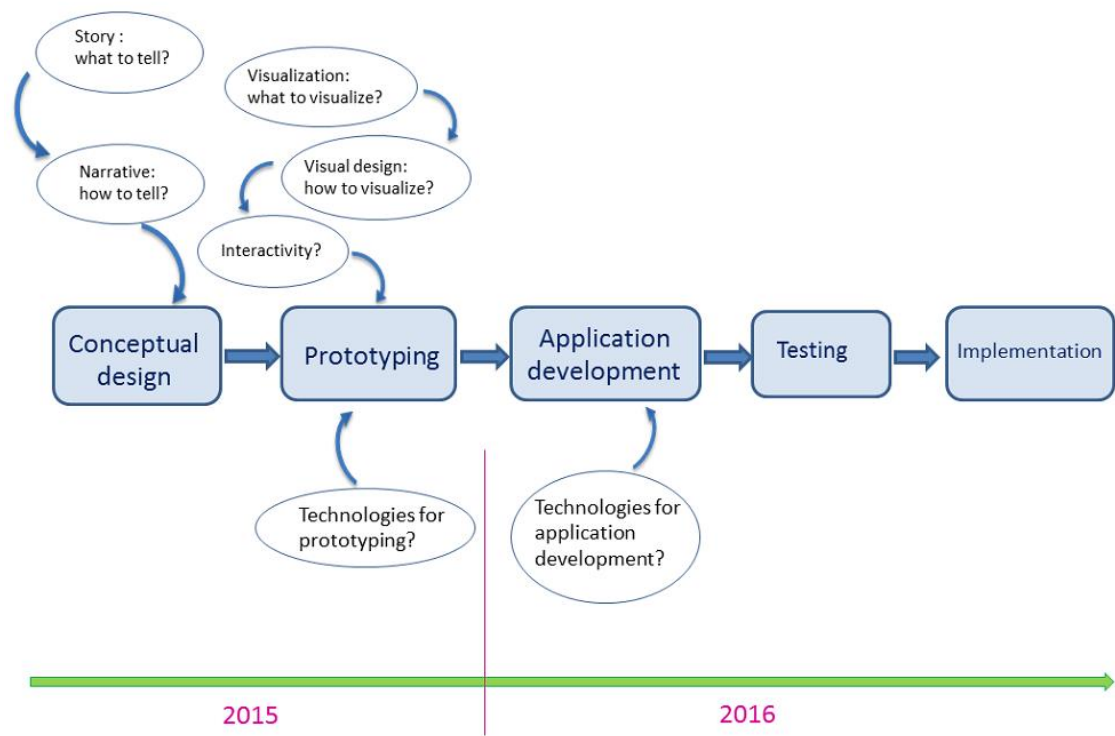 Story :
what to tell?
Visualization:
what to visualize?
Narrative:
how to tell?
Visual design:
how to visualize?
Interactivity?
Conceptual
design
Prototyping
Application
development
Testing
Implementation
Technologies for
prototyping?
Technologies for
application
development?
2015
2016